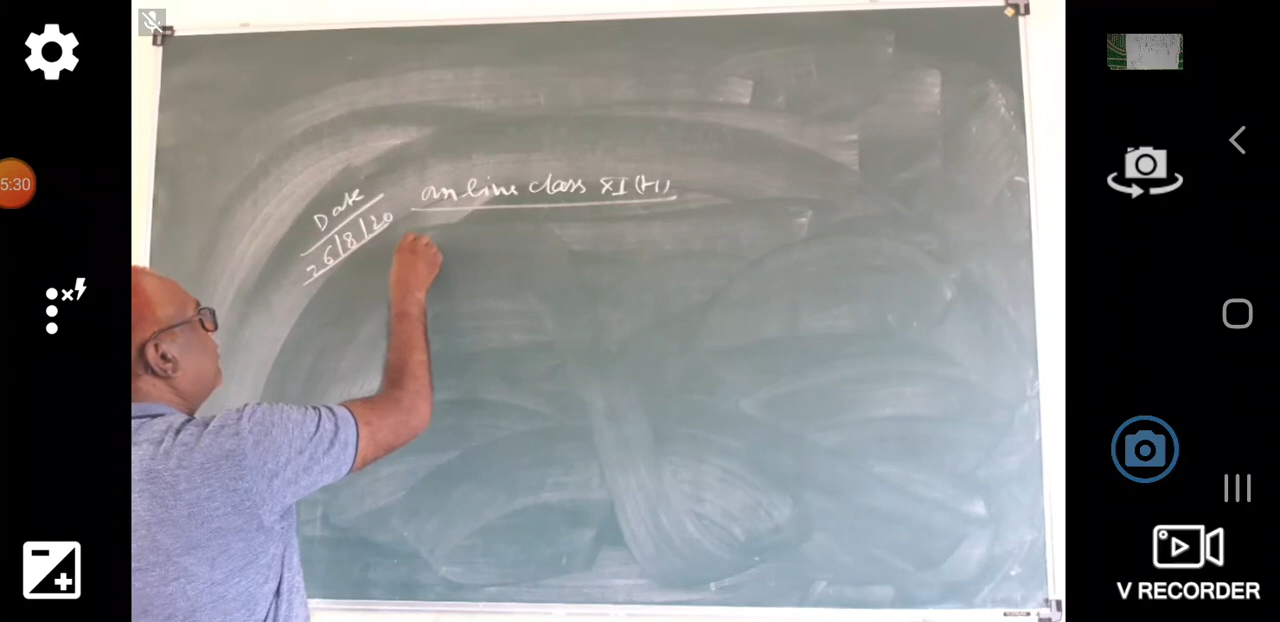 5:30
Date
26/8/20
on line class XI (H)
V RECORDER